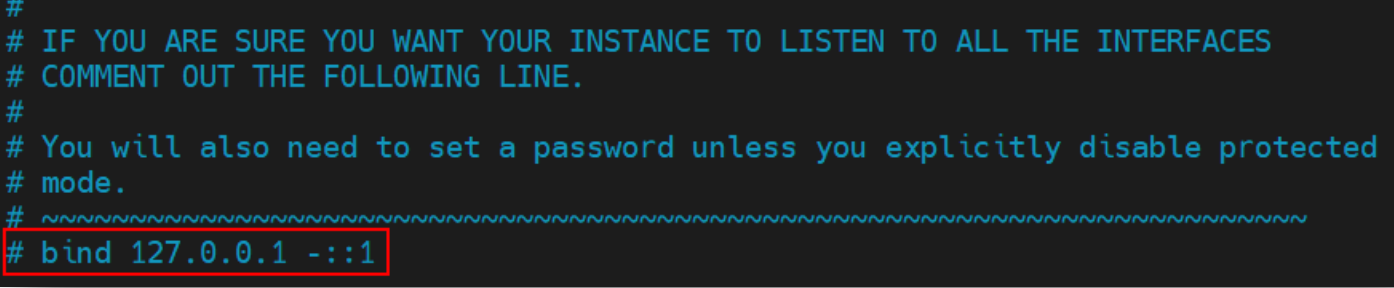 #
# IF YOU ARE SURE YOU WANT YOUR INSTANCE TO LISTEN TO ALL THE INTERFACES
# COMMENT OUT THE FOLLOWING LINE.
#
# You will also need to set a password unless you explicitly disable protected
# mode.
# ~~~~~~~~~~~~~~~~~~~~~~~~~~~~~~~~~~~~~~~~~~~~~~~~~~~~~~~~~~~~~~~~~~~~~~~~
# bind 127.0.0.1 -::1